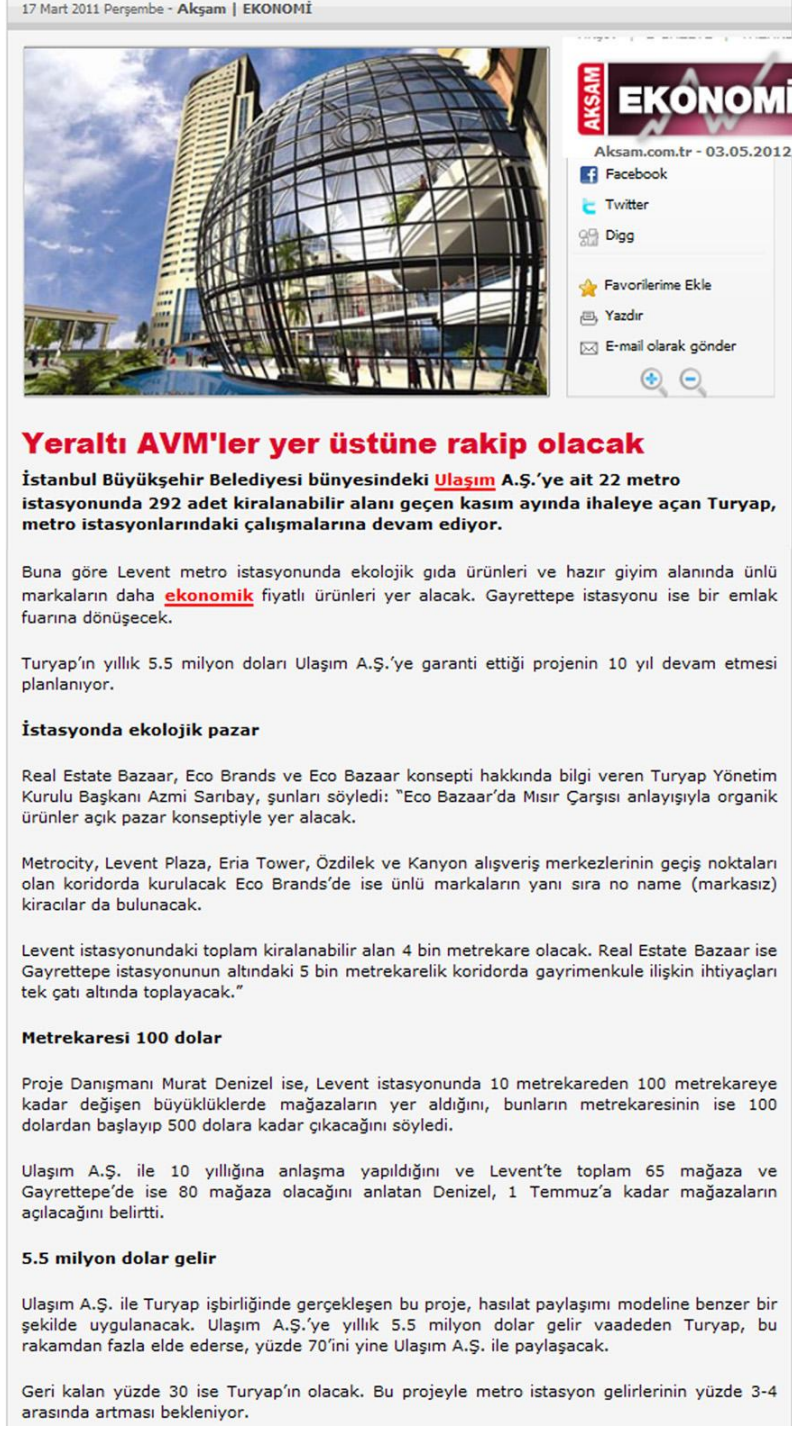 17 Mart 2011 Perşembe - Akşam | EKONOMİ
AKŞAM
EKONOMİ
Aksam.com.tr - 03.05.2012
Facebook
Twitter
Digg
Favorilerime Ekle
Yazdır
E-mail olarak gönder
Yeraltı AVM'ler yer üstüne rakip olacak
İstanbul Büyükşehir Belediyesi bünyesindeki Ulaşım A.Ş.’ye ait 22 metro
istasyonunda 292 adet kiralanabilir alanı geçen kasım ayında ihaleye açan Turyap,
metro istasyonlarındaki çalışmalarına devam ediyor.
Buna göre Levent metro istasyonunda ekolojik gıda ürünleri ve hazır giyim alanında ünlü
markaların daha ekonomik fiyatlı ürünleri yer alacak. Gayrettepe istasyonu ise bir emlak
fuarına dönüşecek.
Turyap’ın yıllık 5.5 milyon doları Ulaşım A.Ş.’ye garanti ettiği projenin 10 yıl devam etmesi
planlanıyor.
İstasyonda ekolojik pazar
Real Estate Bazaar, Eco Brands ve Eco Bazaar konsepti hakkında bilgi veren Turyap Yönetim
Kurulu Başkanı Azmi Sarıbay, şunları söyledi: “Eco Bazaar’da Mısır Çarşısı anlayışıyla organik
ürünler açık pazar konseptiyle yer alacak.
Metrocity, Levent Plaza, Eria Tower, Özdilek ve Kanyon alışveriş merkezlerinin geçiş noktaları
olan koridorda kurulacak Eco Brands’de ise ünlü markaların yanı sıra no name (markasız)
kiracılar da bulunacak.
Levent istasyonundaki toplam kiralanabilir alan 4 bin metrekare olacak. Real Estate Bazaar ise
Gayrettepe istasyonunun altındaki 5 bin metrekarelik koridorda gayrimenkule ilişkin ihtiyaçları
tek çatı altında toplayacak.”
Metrekaresi 100 dolar
Proje Danışmanı Murat Denizel ise, Levent istasyonunda 10 metrekareden 100 metrekareye
kadar değişen büyüklüklerde mağazaların yer aldığını, bunların metrekaresinin ise 100
dolardan başlayıp 500 dolara kadar çıkacağını söyledi.
Ulaşım A.Ş. ile 10 yıllığına anlaşma yapıldığını ve Levent’te toplam 65 mağaza ve
Gayrettepe’de ise 80 mağaza olacağını anlatan Denizel, 1 Temmuz’a kadar mağazaların
açılacağını belirtti.
5.5 milyon dolar gelir
Ulaşım A.Ş. ile Turyap işbirliğinde gerçekleşen bu proje, hasılat paylaşımı modeline benzer bir
şekilde uygulanacak. Ulaşım A.Ş.’ye yıllık 5.5 milyon dolar gelir vaadeden Turyap, bu
rakamdan fazla elde ederse, yüzde 70’ini yine Ulaşım A.Ş. ile paylaşacak.
Geri kalan yüzde 30 ise Turyap’ın olacak. Bu projeyle metro istasyon gelirlerinin yüzde 3-4
arasında artması bekleniyor.